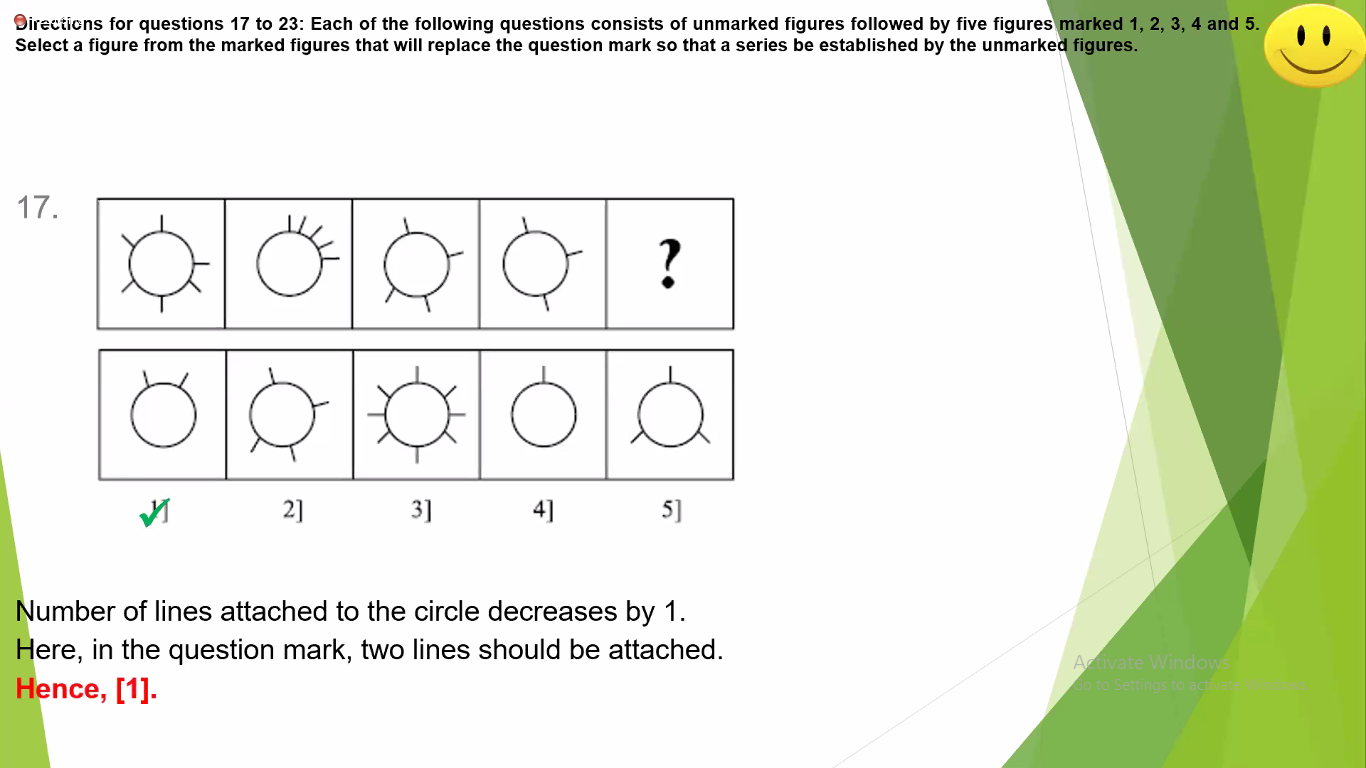 Directions for questions 17 to 23: Each of the following questions consists of unmarked figures followed by five figures marked 1, 2, 3, 4 and 5.
Select a figure from the marked figures that will replace the question mark so that a series be established by the unmarked figures.
17.
?
1] 2] 3] 4] 5]
Number of lines attached to the circle decreases by 1.
Here, in the question mark, two lines should be attached.
Hence, [1].
Activate Windows
Go to Settings to activate Windows.